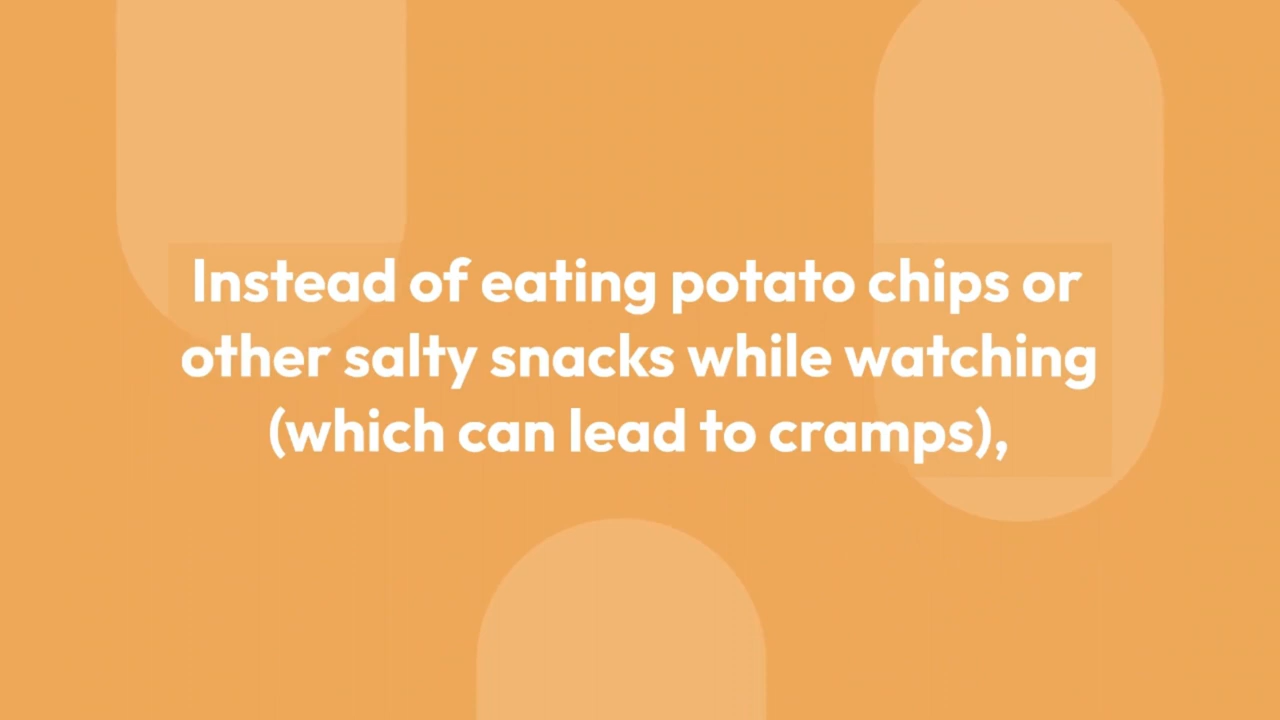 Instead of eating potato chips or
other salty snacks while watching
(which can lead to cramps),